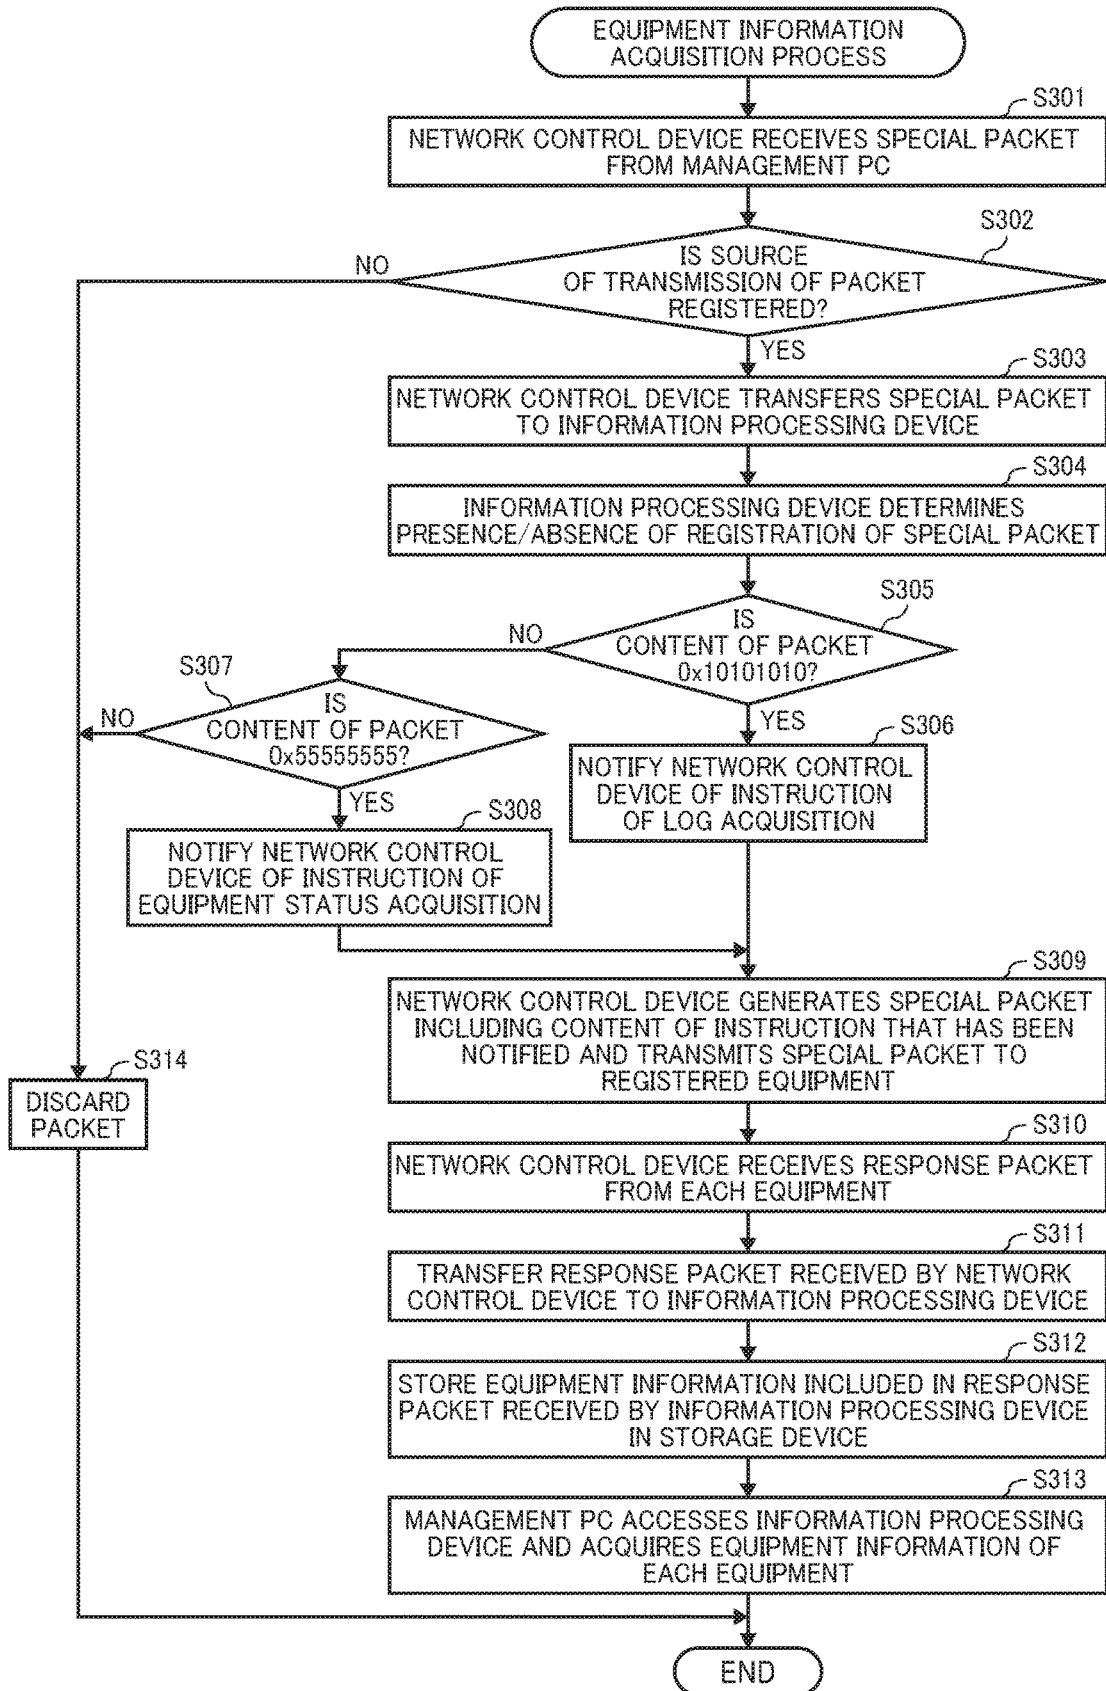 EQUIPMENT INFORMATION
ACQUISITION PROCESS
S301
NETWORK CONTROL DEVICE RECEIVES SPECIAL PACKET
FROM MANAGEMENT PC
S302
IS SOURCE
OF TRANSMISSION OF PACKET
REGISTERED?
NO
YES
S303
NETWORK CONTROL DEVICE TRANSFERS SPECIAL PACKET
TO INFORMATION PROCESSING DEVICE
S304
INFORMATION PROCESSING DEVICE DETERMINES
PRESENCE/ABSENCE OF REGISTRATION OF SPECIAL PACKET
S305
IS
CONTENT OF PACKET
0x10101010?
NO
YES
S307
IS
CONTENT OF PACKET
0x55555555?
NO
YES
S306
NOTIFY NETWORK CONTROL
DEVICE OF INSTRUCTION
OF LOG ACQUISITION
S308
NOTIFY NETWORK CONTROL
DEVICE OF INSTRUCTION OF
EQUIPMENT STATUS ACQUISITION
S309
NETWORK CONTROL DEVICE GENERATES SPECIAL PACKET
INCLUDING CONTENT OF INSTRUCTION THAT HAS BEEN
NOTIFIED AND TRANSMITS SPECIAL PACKET TO
REGISTERED EQUIPMENT
S314
DISCARD
PACKET
S310
NETWORK CONTROL DEVICE RECEIVES RESPONSE PACKET
FROM EACH EQUIPMENT
S311
TRANSFER RESPONSE PACKET RECEIVED BY NETWORK
CONTROL DEVICE TO INFORMATION PROCESSING DEVICE
S312
STORE EQUIPMENT INFORMATION INCLUDED IN RESPONSE
PACKET RECEIVED BY INFORMATION PROCESSING DEVICE
IN STORAGE DEVICE
S313
MANAGEMENT PC ACCESSES INFORMATION PROCESSING
DEVICE AND ACQUIRES EQUIPMENT INFORMATION OF
EACH EQUIPMENT
END